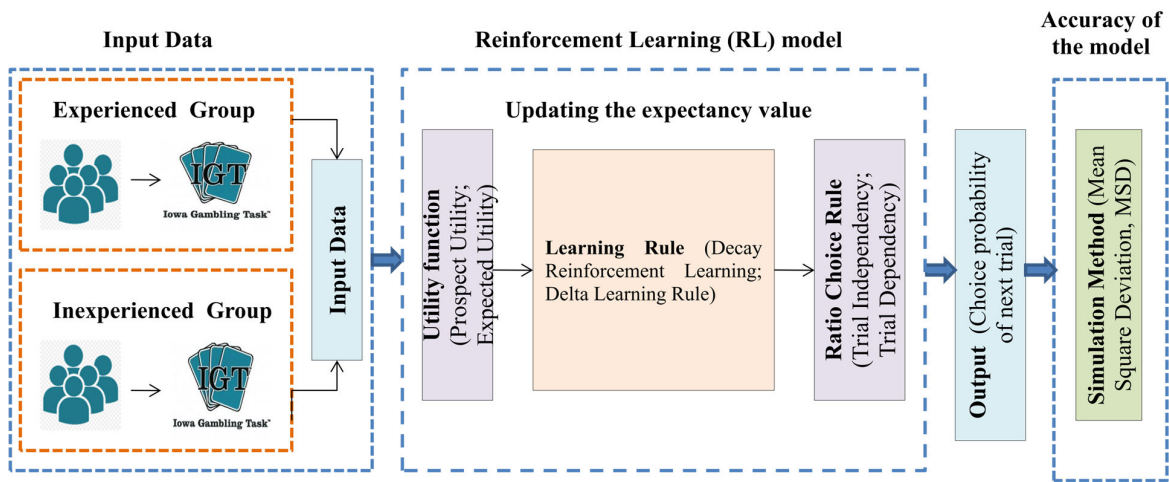 Input Data
Experienced Group
IGT
Iowa Gambling Task™
Inexperienced Group
IGT
Iowa Gambling Task™
Input Data
Reinforcement Learning (RL) model
Updating the expectancy value
Utility function
(Prospect Utility;
Expected Utility)
Learning Rule (Decay
Reinforcement Learning;
Delta Learning Rule)
Ratio Choice Rule
(Trial Independency;
Trial Dependency)
Output (Choice probability
of next trial)
Accuracy of
the model
Simulation Method (Mean
Square Deviation, MSD)